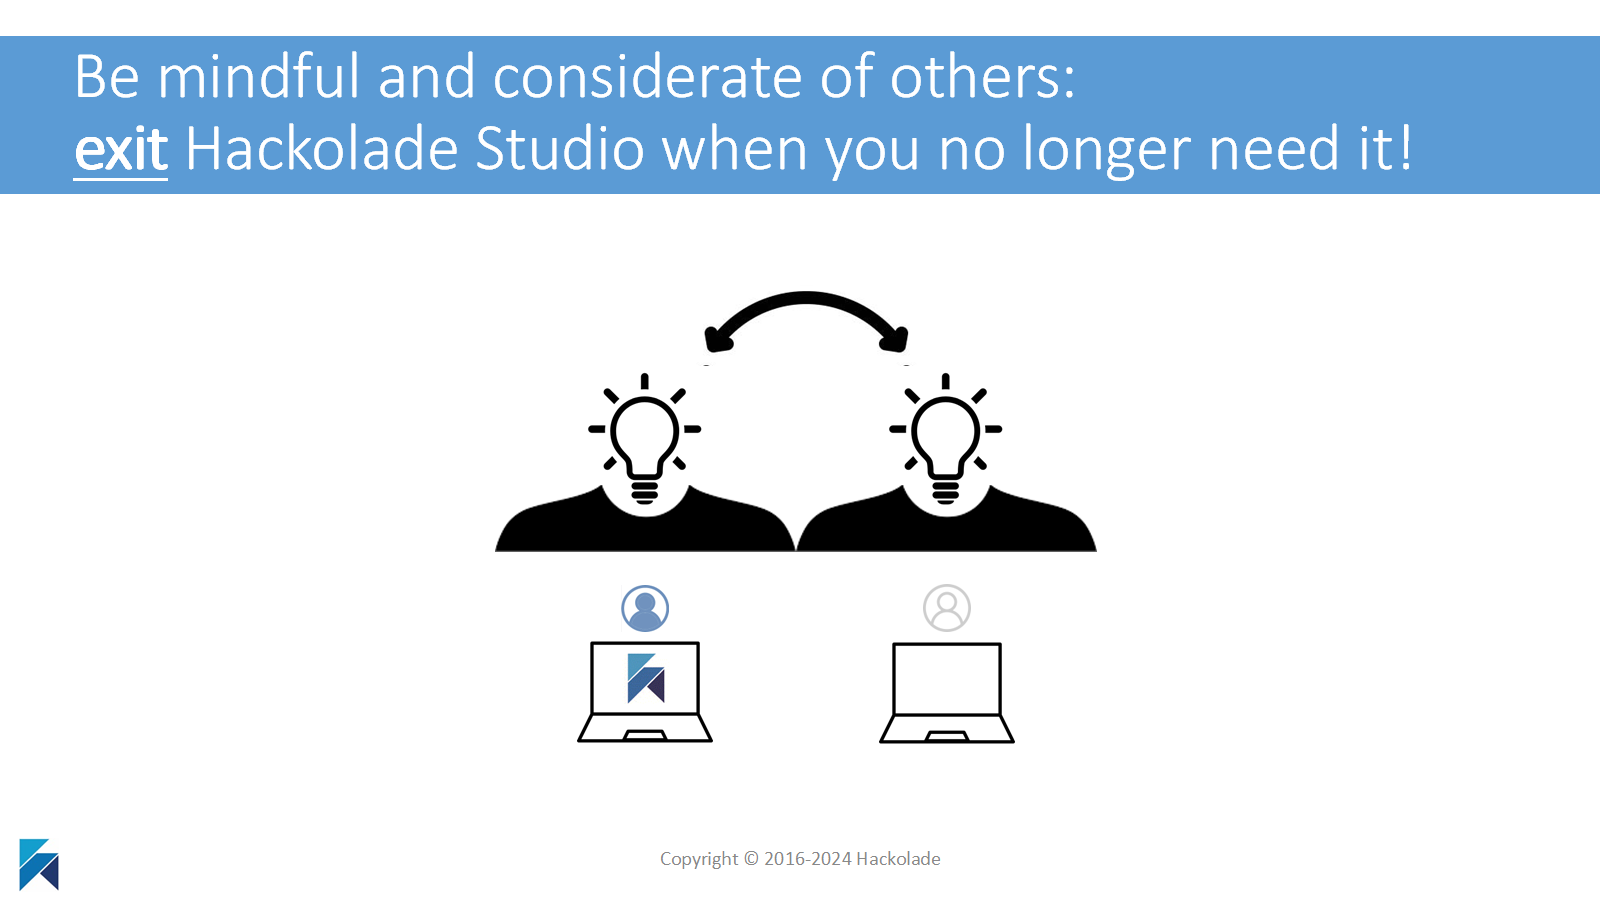 Be mindful and considerate of others:
exit Hackolade Studio when you no longer need it!
Copyright © 2016-2024 Hackolade